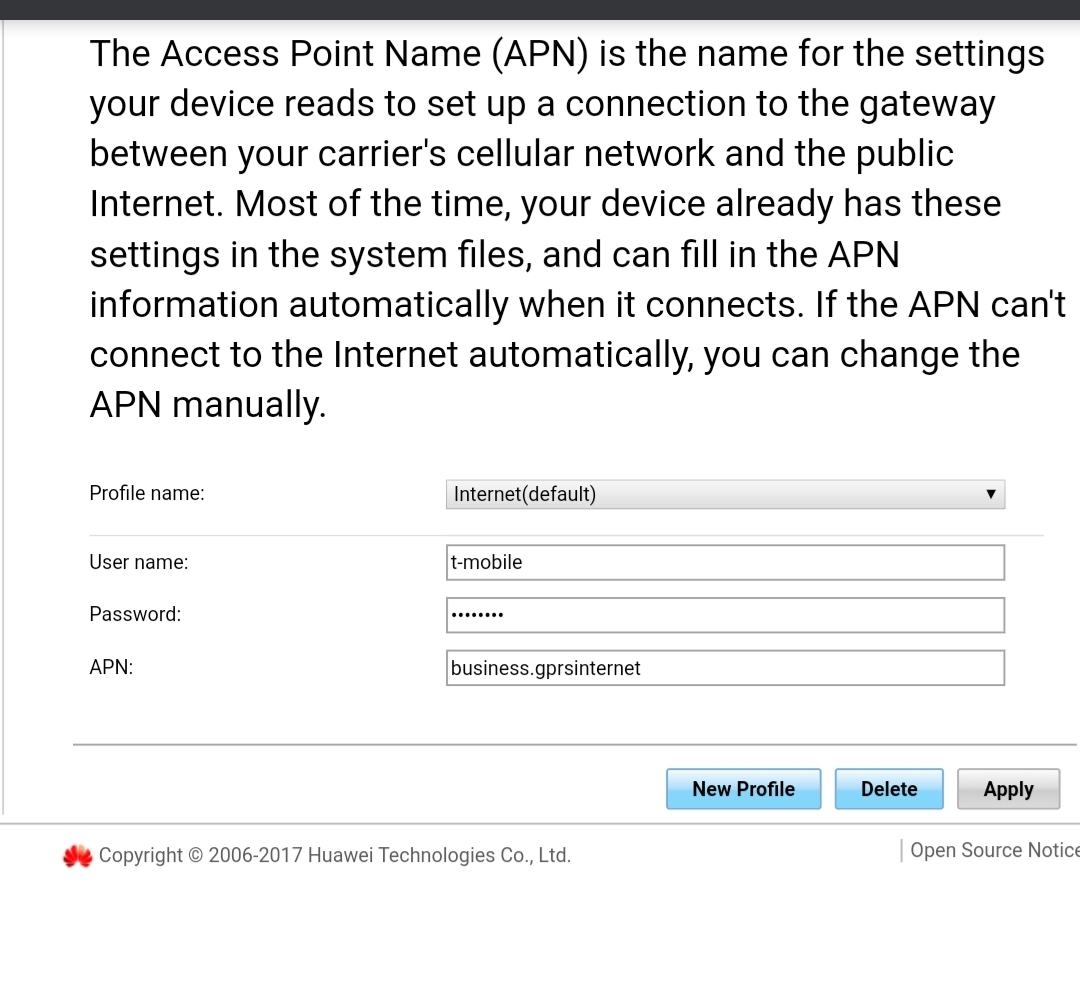 The Access Point Name (APN) is the name for the settings
your device reads to set up a connection to the gateway
between your carrier's cellular network and the public
Internet. Most of the time, your device already has these
settings in the system files, and can fill in the APN
information automatically when it connects. If the APN can't
connect to the Internet automatically, you can change the
APN manually.
Profile name: Internet(default) ▼
User name: t-mobile
Password: ••••••••
APN: business.gprsinternet
New Profile Delete Apply
Copyright © 2006-2017 Huawei Technologies Co., Ltd. Open Source Notice